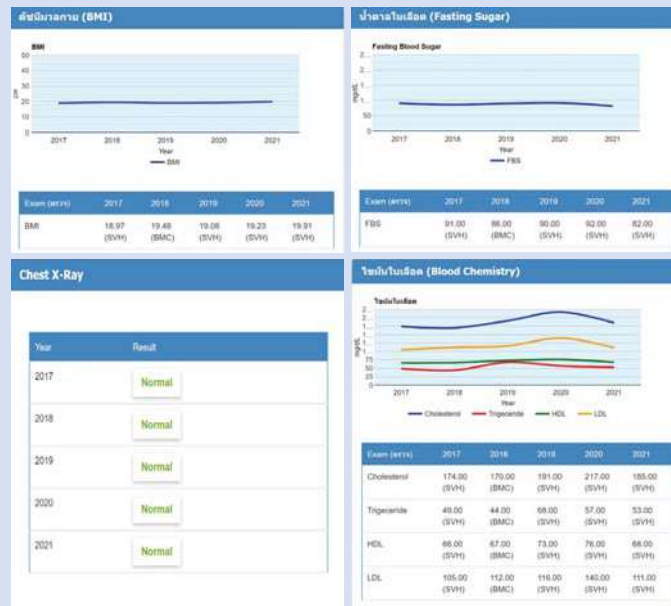 ดัชนีมวลกาย (BMI)
BMI
50
40
30
20
10
0
2017 2018 2019 2020 2021
Year
BMI
Exam (ตรวจ) 2017 2018 2019 2020 2021
BMI 18.97 19.48 19.08 19.23 19.91
(SVH) (BMC) (SVH) (SVH) (SVH)
น้ำตาลในเลือด (Fasting Sugar)
Fasting Blood Sugar
mg/dL
2...
2...
1...
1...
50
0
2017 2018 2019 2020 2021
Year
FBS
Exam (ตรวจ) 2017 2018 2019 2020 2021
FBS 91.00 86.00 90.00 92.00 82.00
(SVH) (BMC) (SVH) (SVH) (SVH)
Chest X-Ray
Year Result
2017 Normal
2018 Normal
2019 Normal
2020 Normal
2021 Normal
ไขมันในเลือด (Blood Chemistry)
ไขมันในเลือด
mg/dL
2...
2...
1...
1...
1...
1...
75
50
25
0
2017 2018 2019 2020 2021
Year
Cholesterol Trigeceride HDL LDL
Exam (ตรวจ) 2017 2018 2019 2020 2021
Cholesterol 174.00 170.00 191.00 217.00 185.00
(SVH) (BMC) (SVH) (SVH) (SVH)
Trigeceride 49.00 44.00 68.00 57.00 53.00
(SVH) (BMC) (SVH) (SVH) (SVH)
HDL 66.00 67.00 73.00 76.00 68.00
(SVH) (BMC) (SVH) (SVH) (SVH)
LDL 105.00 112.00 116.00 140.00 111.00
(SVH) (BMC) (SVH) (SVH) (SVH)